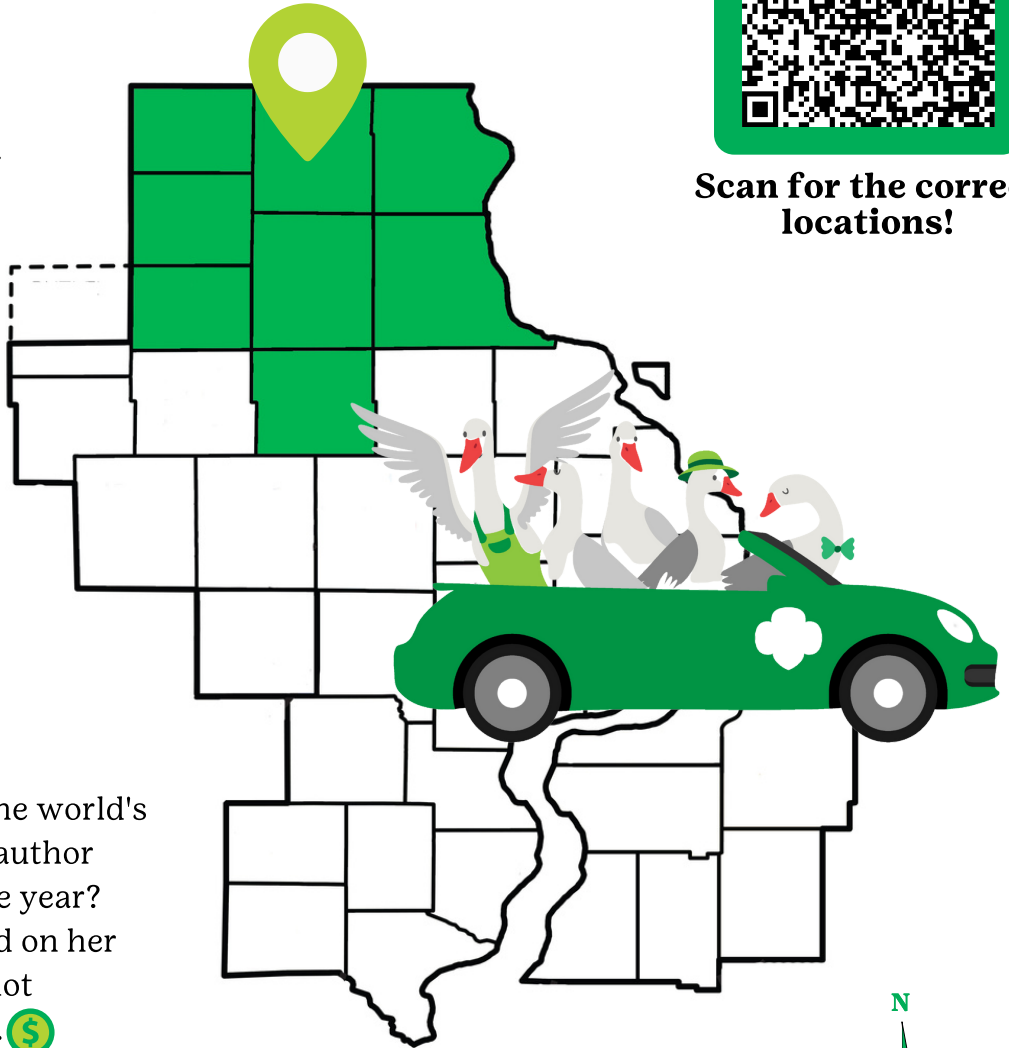 Scan for the corre
locations!
he world's
author
e year?
d on her
ot
$
N